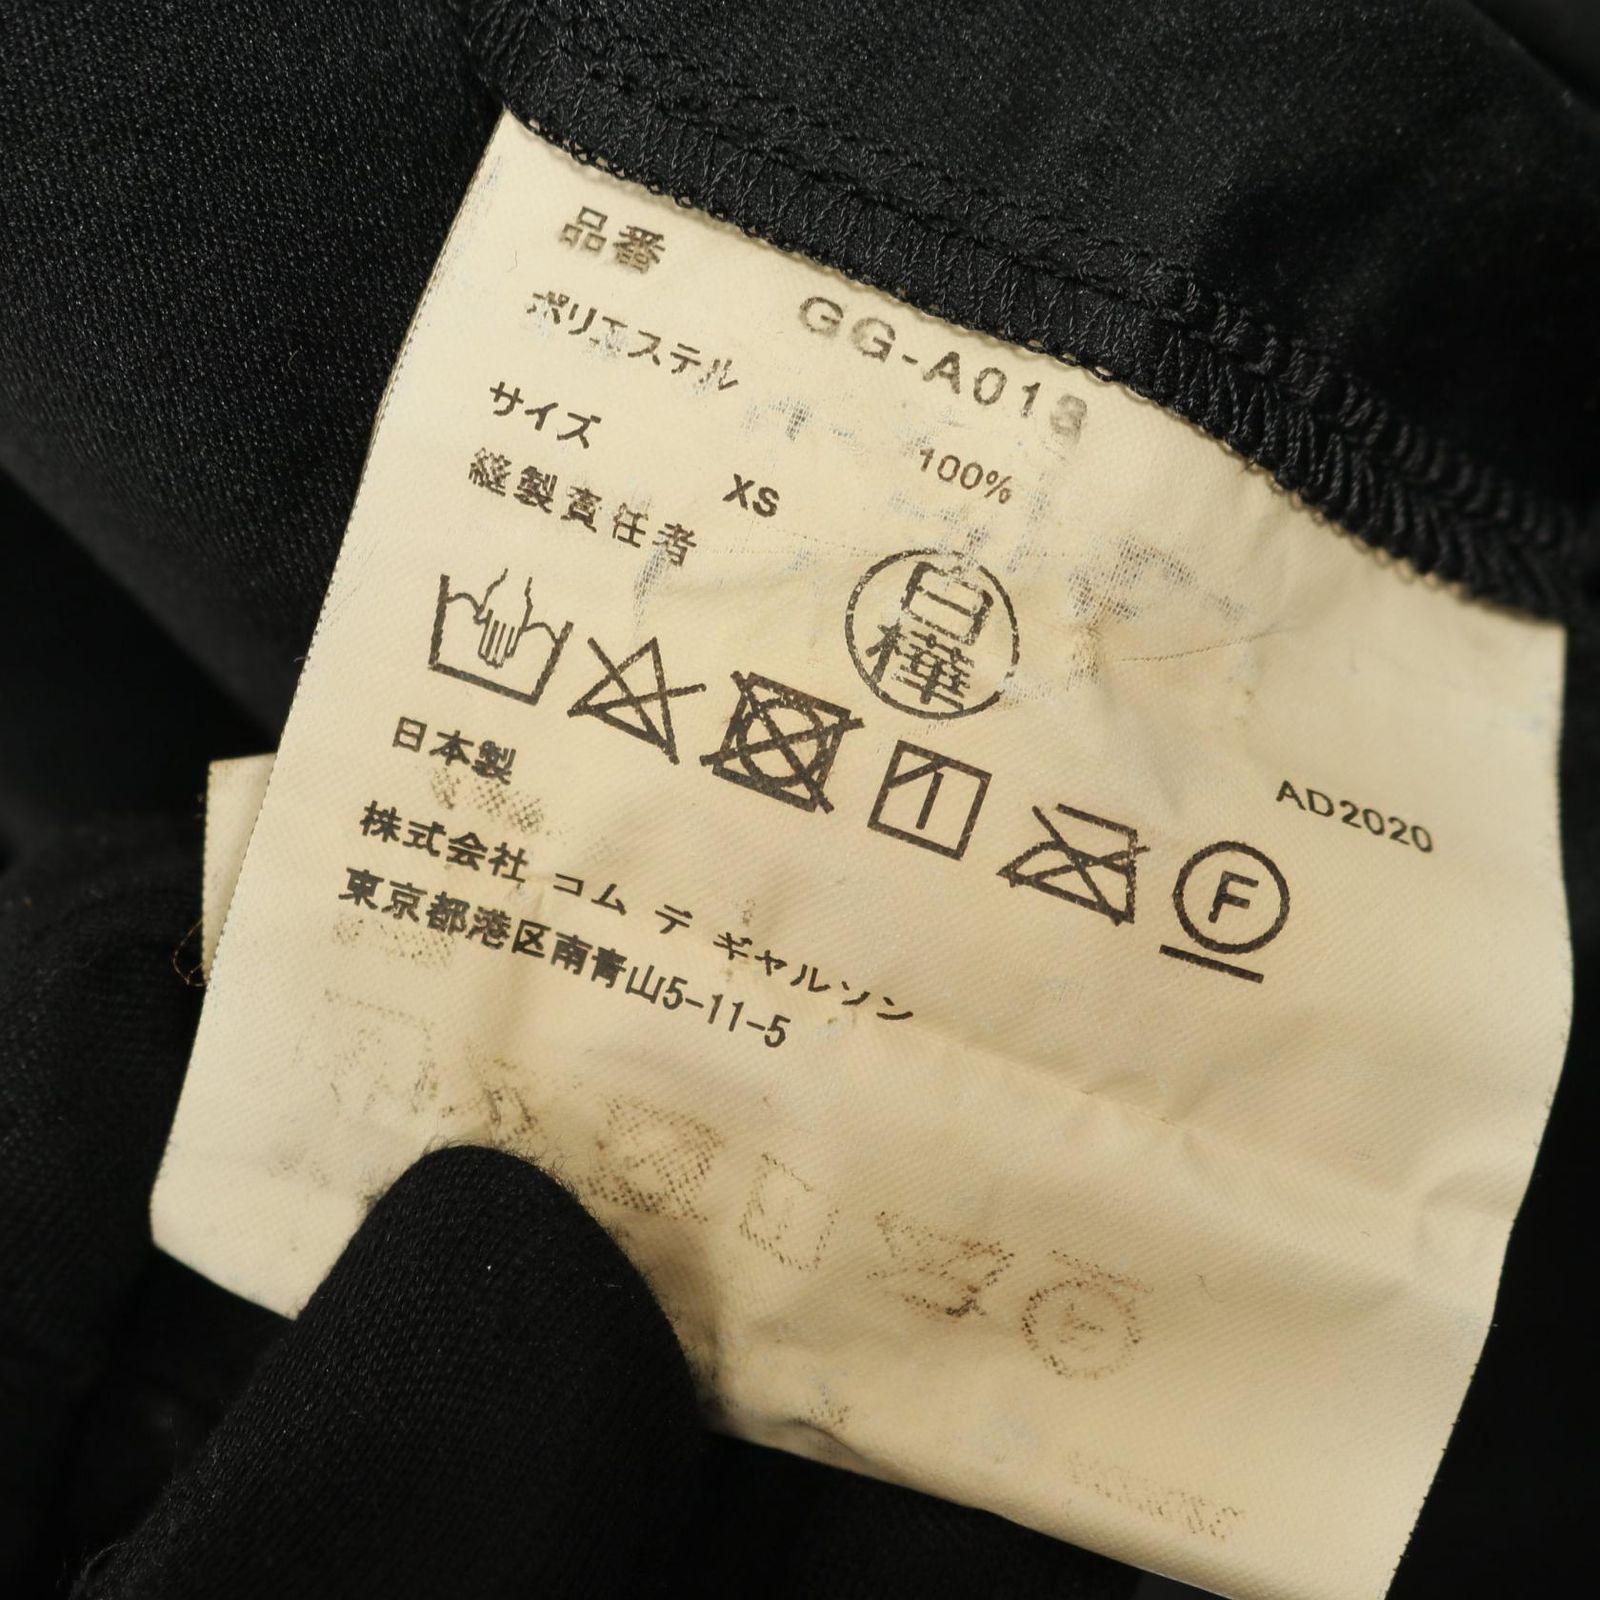 品番 GG-A018
ポリエステル 100%
サイズ XS
縫製責任者 白樺
F
日本製 AD2020
株式会社 コム デ ギャルソン
東京都港区南青山5-11-5